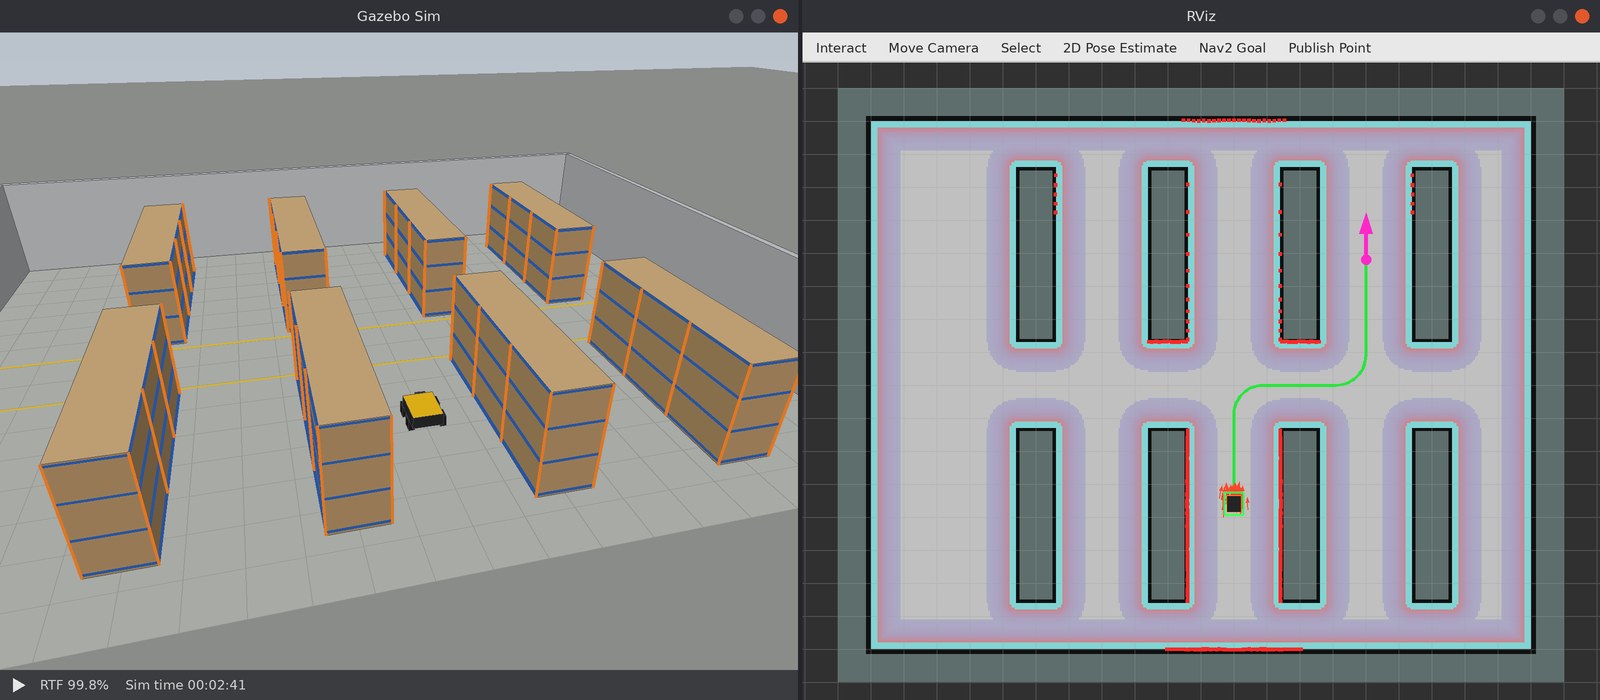 Gazebo Sim
RTF 99.8% Sim time 00:02:41
RViz
Interact Move Camera Select 2D Pose Estimate Nav2 Goal Publish Point